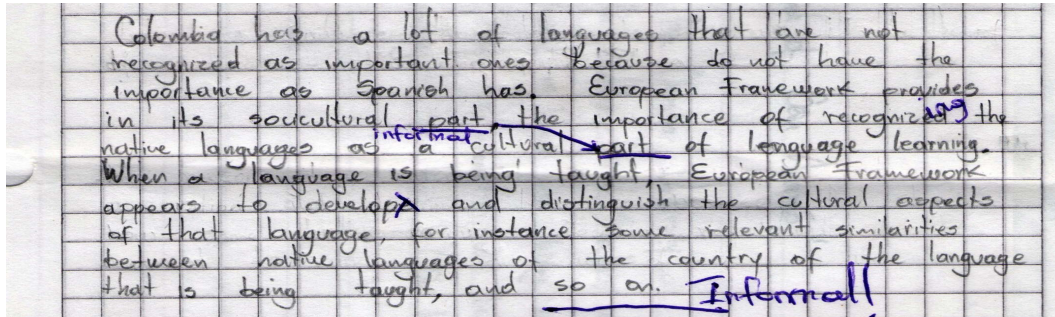 Colombia has a lot of languages that are not
recognized as important ones because do not have the
importance as Spanish has. European Framework provides
in its sociocultural part, the importance of recognizing the
informal
native languages as a cultural part of lenguage learning.
When a language is being taught, European Framework
appears to develop and distinguish the cultural aspects
of that language, for instance some relevant similarities
between native languages of the country of the language
that is being taught, and so on. Informal!